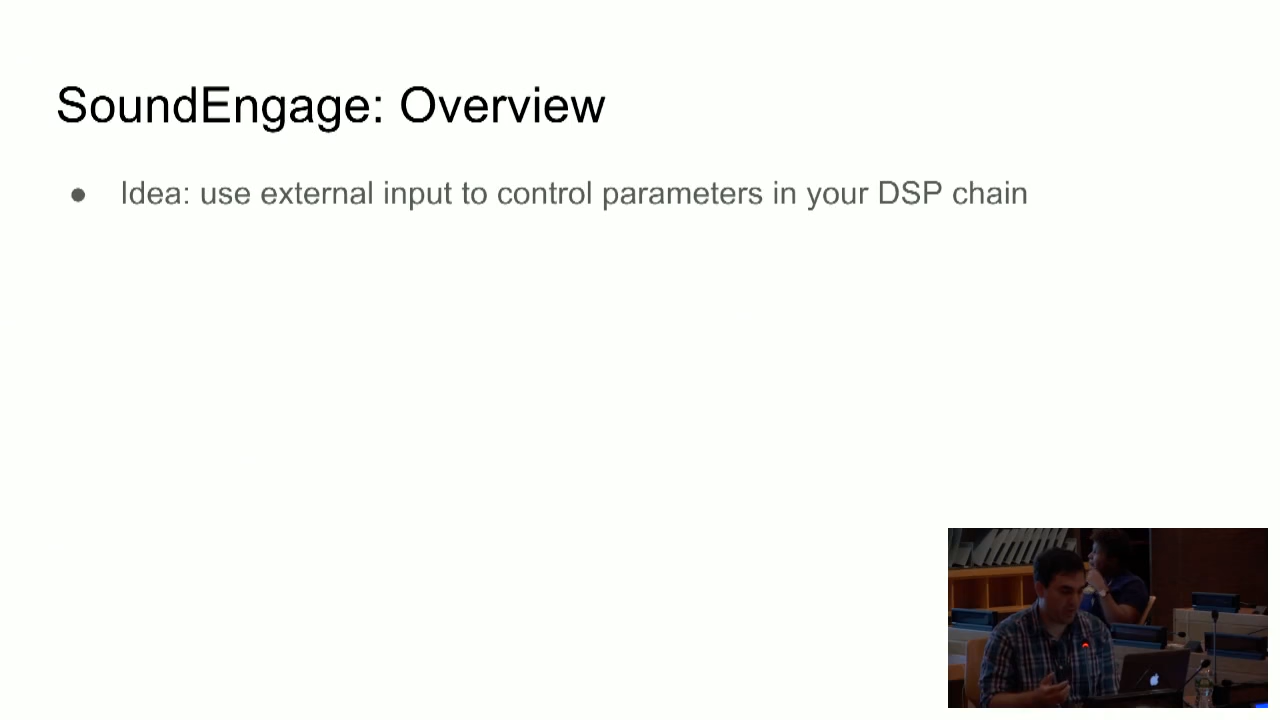 SoundEngage: Overview
● Idea: use external input to control parameters in your DSP chain